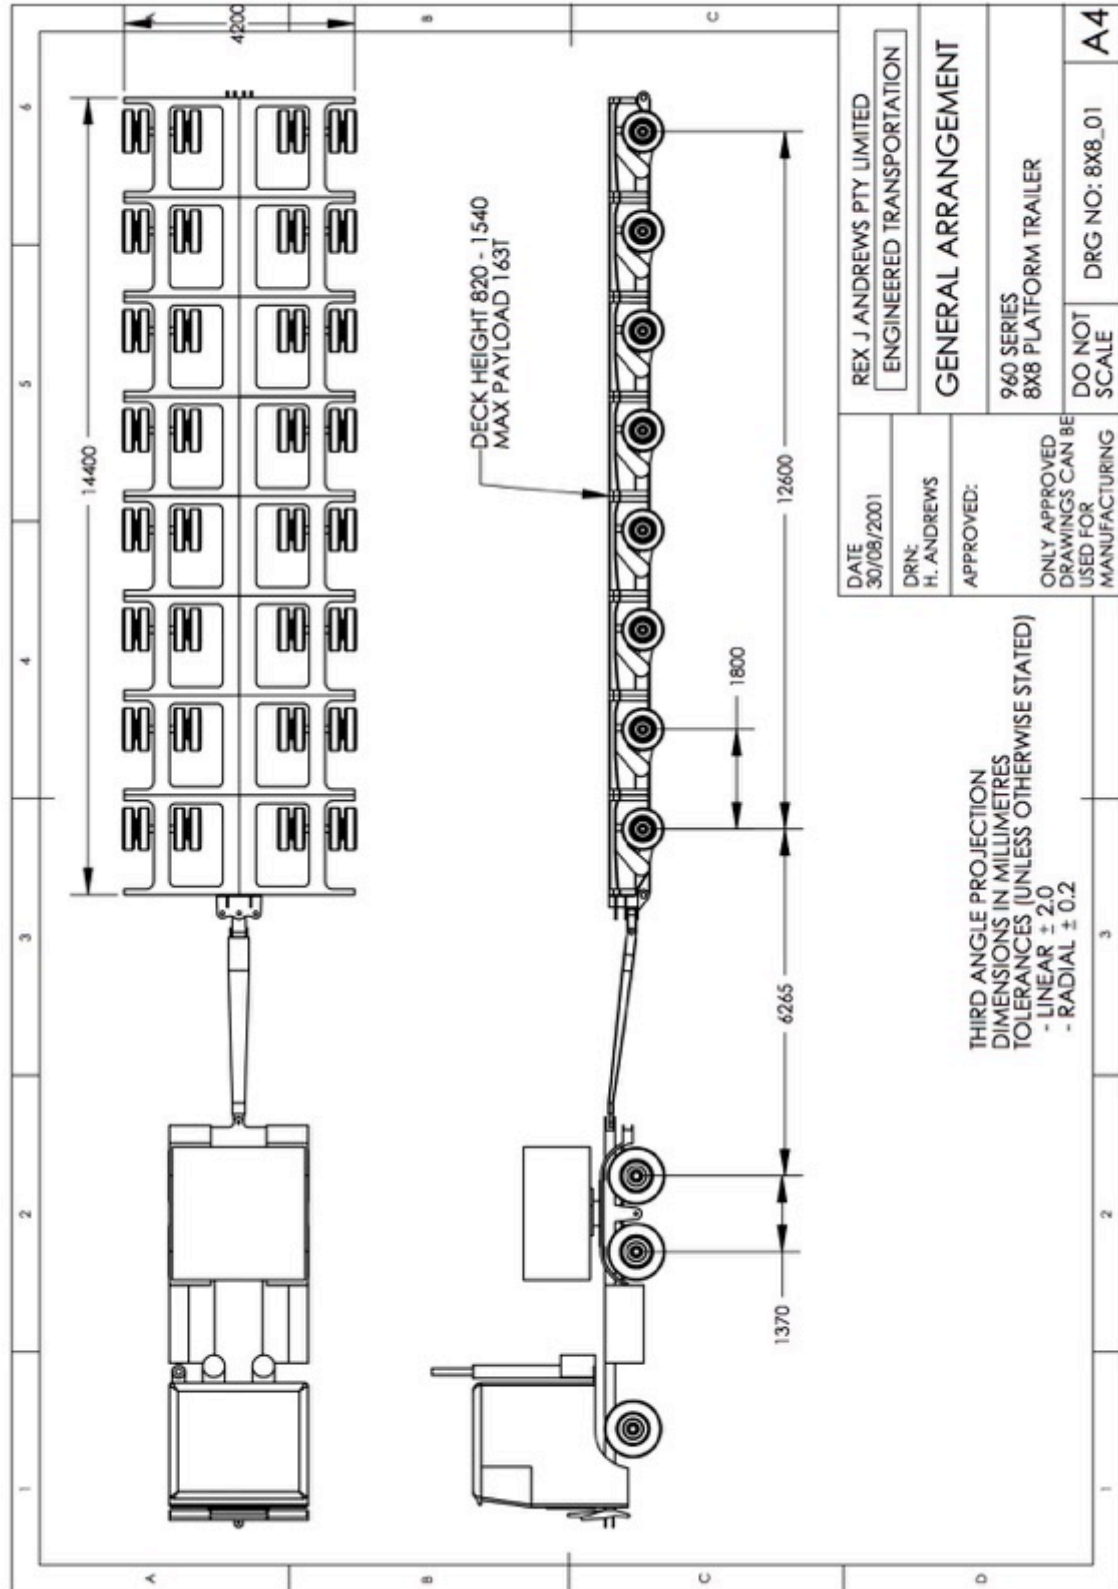 1
2
3
4
5
6
A
B
C
D
A
B
C
14400
4200
DECK HEIGHT 820 - 1540
MAX PAYLOAD 163T
1370
6265
1800
12600
THIRD ANGLE PROJECTION
DIMENSIONS IN MILLIMETRES
TOLERANCES (UNLESS OTHERWISE STATED)
- LINEAR ± 2.0
- RADIAL ± 0.2
DATE
30/08/2001
DRN:
H. ANDREWS
APPROVED:
ONLY APPROVED
DRAWINGS CAN BE
USED FOR
MANUFACTURING
REX J ANDREWS PTY LIMITED
ENGINEERED TRANSPORTATION
GENERAL ARRANGEMENT
960 SERIES
8X8 PLATFORM TRAILER
DO NOT
SCALE
DRG NO: 8X8_01
A4
1
2
3